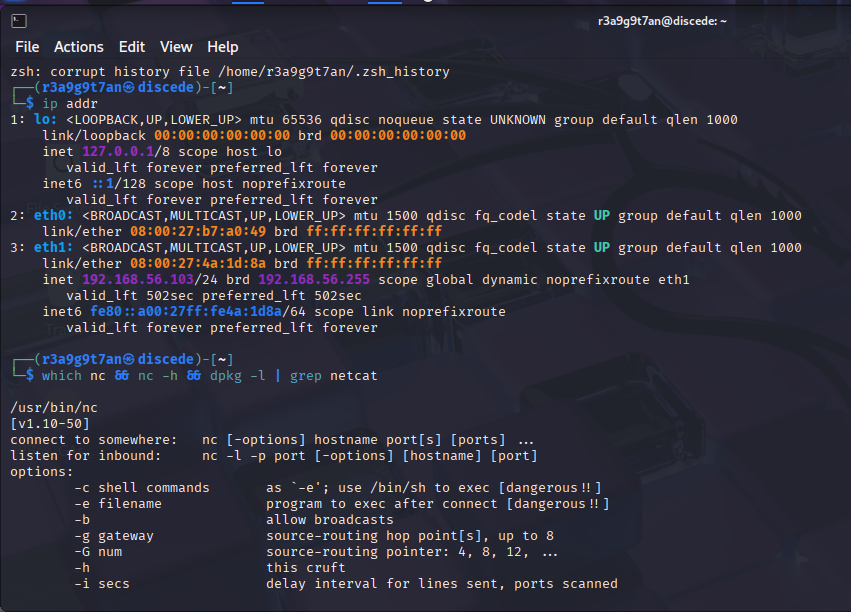 r3a9g9t7an@discede: ~
File Actions Edit View Help
zsh: corrupt history file /home/r3a9g9t7an/.zsh_history
┌──(r3a9g9t7an㉿discede)-[~]
└─$ ip addr
1: lo: <LOOPBACK,UP,LOWER_UP> mtu 65536 qdisc noqueue state UNKNOWN group default qlen 1000
    link/loopback 00:00:00:00:00:00 brd 00:00:00:00:00:00
    inet 127.0.0.1/8 scope host lo
       valid_lft forever preferred_lft forever
    inet6 ::1/128 scope host noprefixroute
       valid_lft forever preferred_lft forever
2: eth0: <BROADCAST,MULTICAST,UP,LOWER_UP> mtu 1500 qdisc fq_codel state UP group default qlen 1000
    link/ether 08:00:27:b7:a0:49 brd ff:ff:ff:ff:ff:ff
3: eth1: <BROADCAST,MULTICAST,UP,LOWER_UP> mtu 1500 qdisc fq_codel state UP group default qlen 1000
    link/ether 08:00:27:4a:1d:8a brd ff:ff:ff:ff:ff:ff
    inet 192.168.56.103/24 brd 192.168.56.255 scope global dynamic noprefixroute eth1
       valid_lft 502sec preferred_lft 502sec
    inet6 fe80::a00:27ff:fe4a:1d8a/64 scope link noprefixroute
       valid_lft forever preferred_lft forever
┌──(r3a9g9t7an㉿discede)-[~]
└─$ which nc && nc -h && dpkg -l | grep netcat
/usr/bin/nc
[v1.10-50]
connect to somewhere:   nc [-options] hostname port[s] [ports] ...
listen for inbound:     nc -l -p port [-options] [hostname] [port]
options:
        -c shell commands       as `-e'; use /bin/sh to exec [dangerous!!]
        -e filename             program to exec after connect [dangerous!!]
        -b                      allow broadcasts
        -g gateway              source-routing hop point[s], up to 8
        -G num                  source-routing pointer: 4, 8, 12, ...
        -h                      this cruft
        -i secs                 delay interval for lines sent, ports scanned